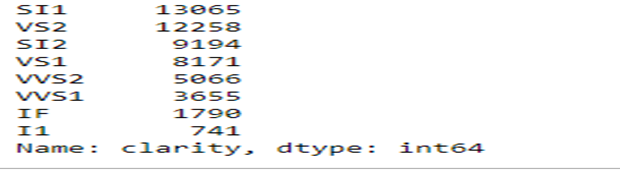 SI1 13065
VS2 12258
SI2 9194
VS1 8171
VVS2 5066
VVS1 3655
IF 1790
I1 741
Name: clarity, dtype: int64